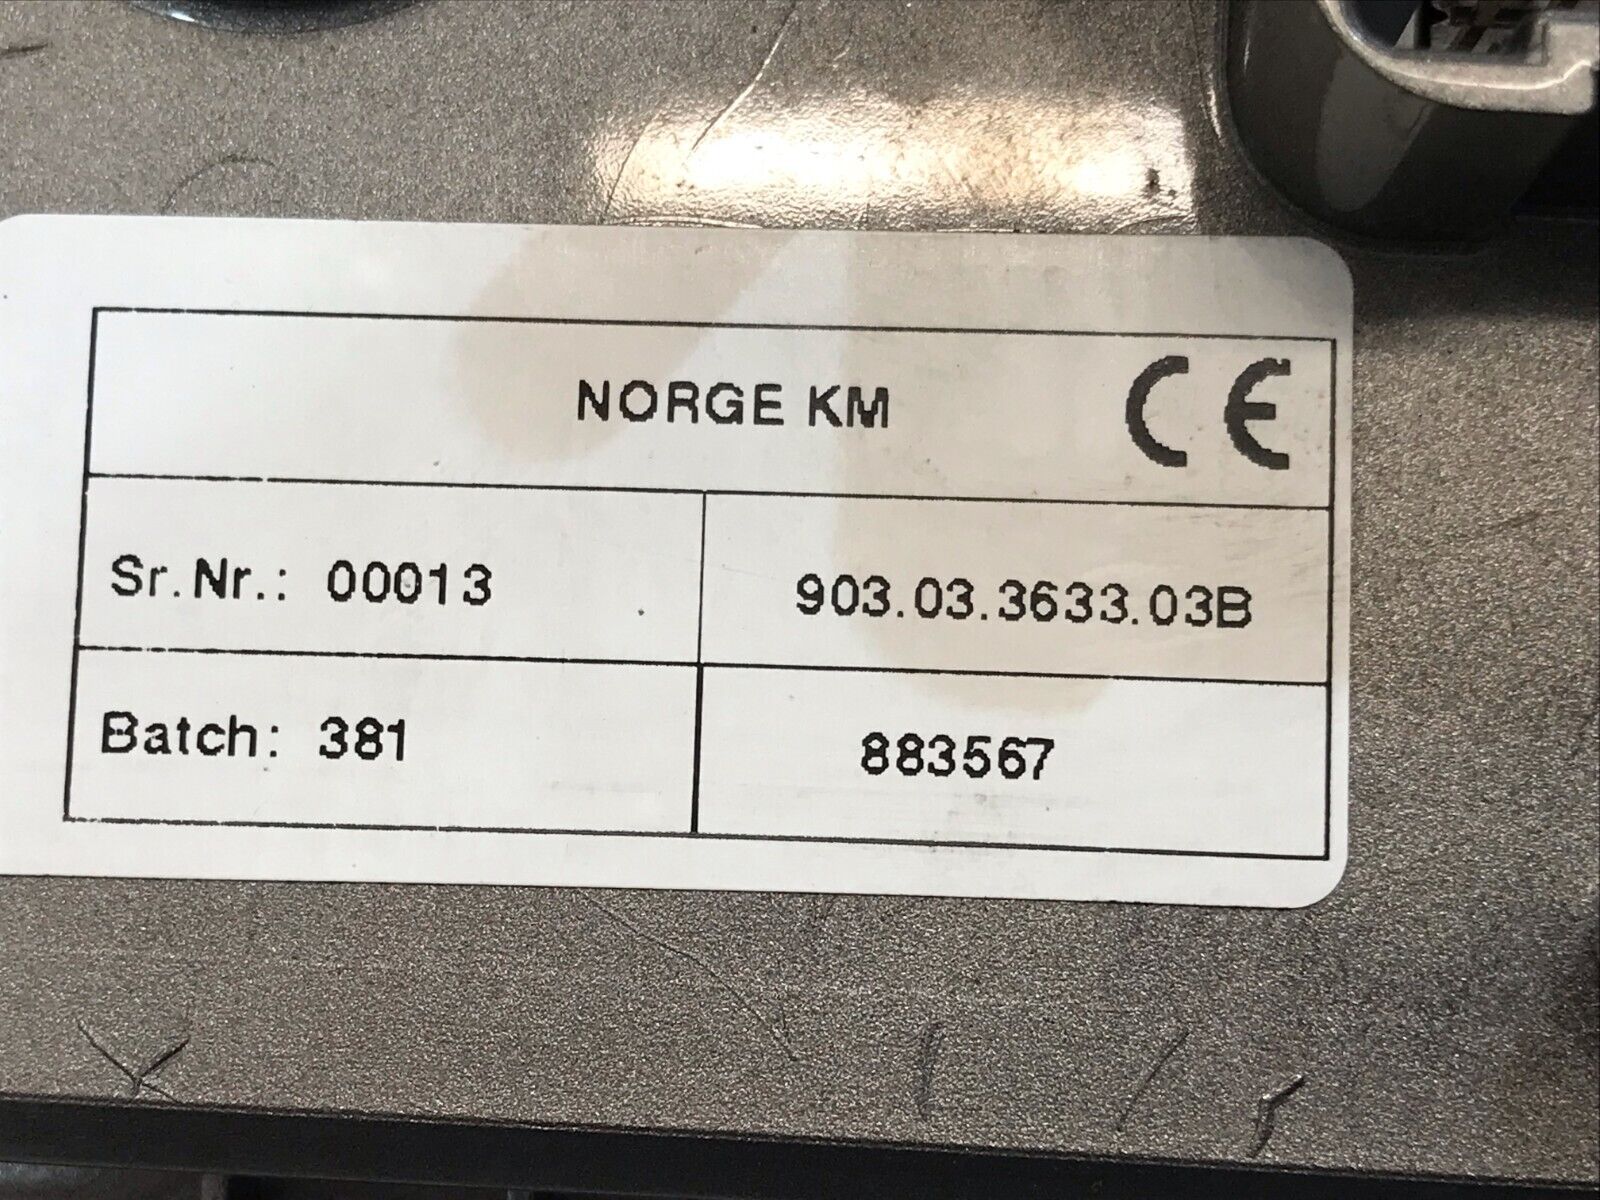 NORGE KM CE
Sr. Nr.: 00013 903.03.3633.03B
Batch: 381 883567